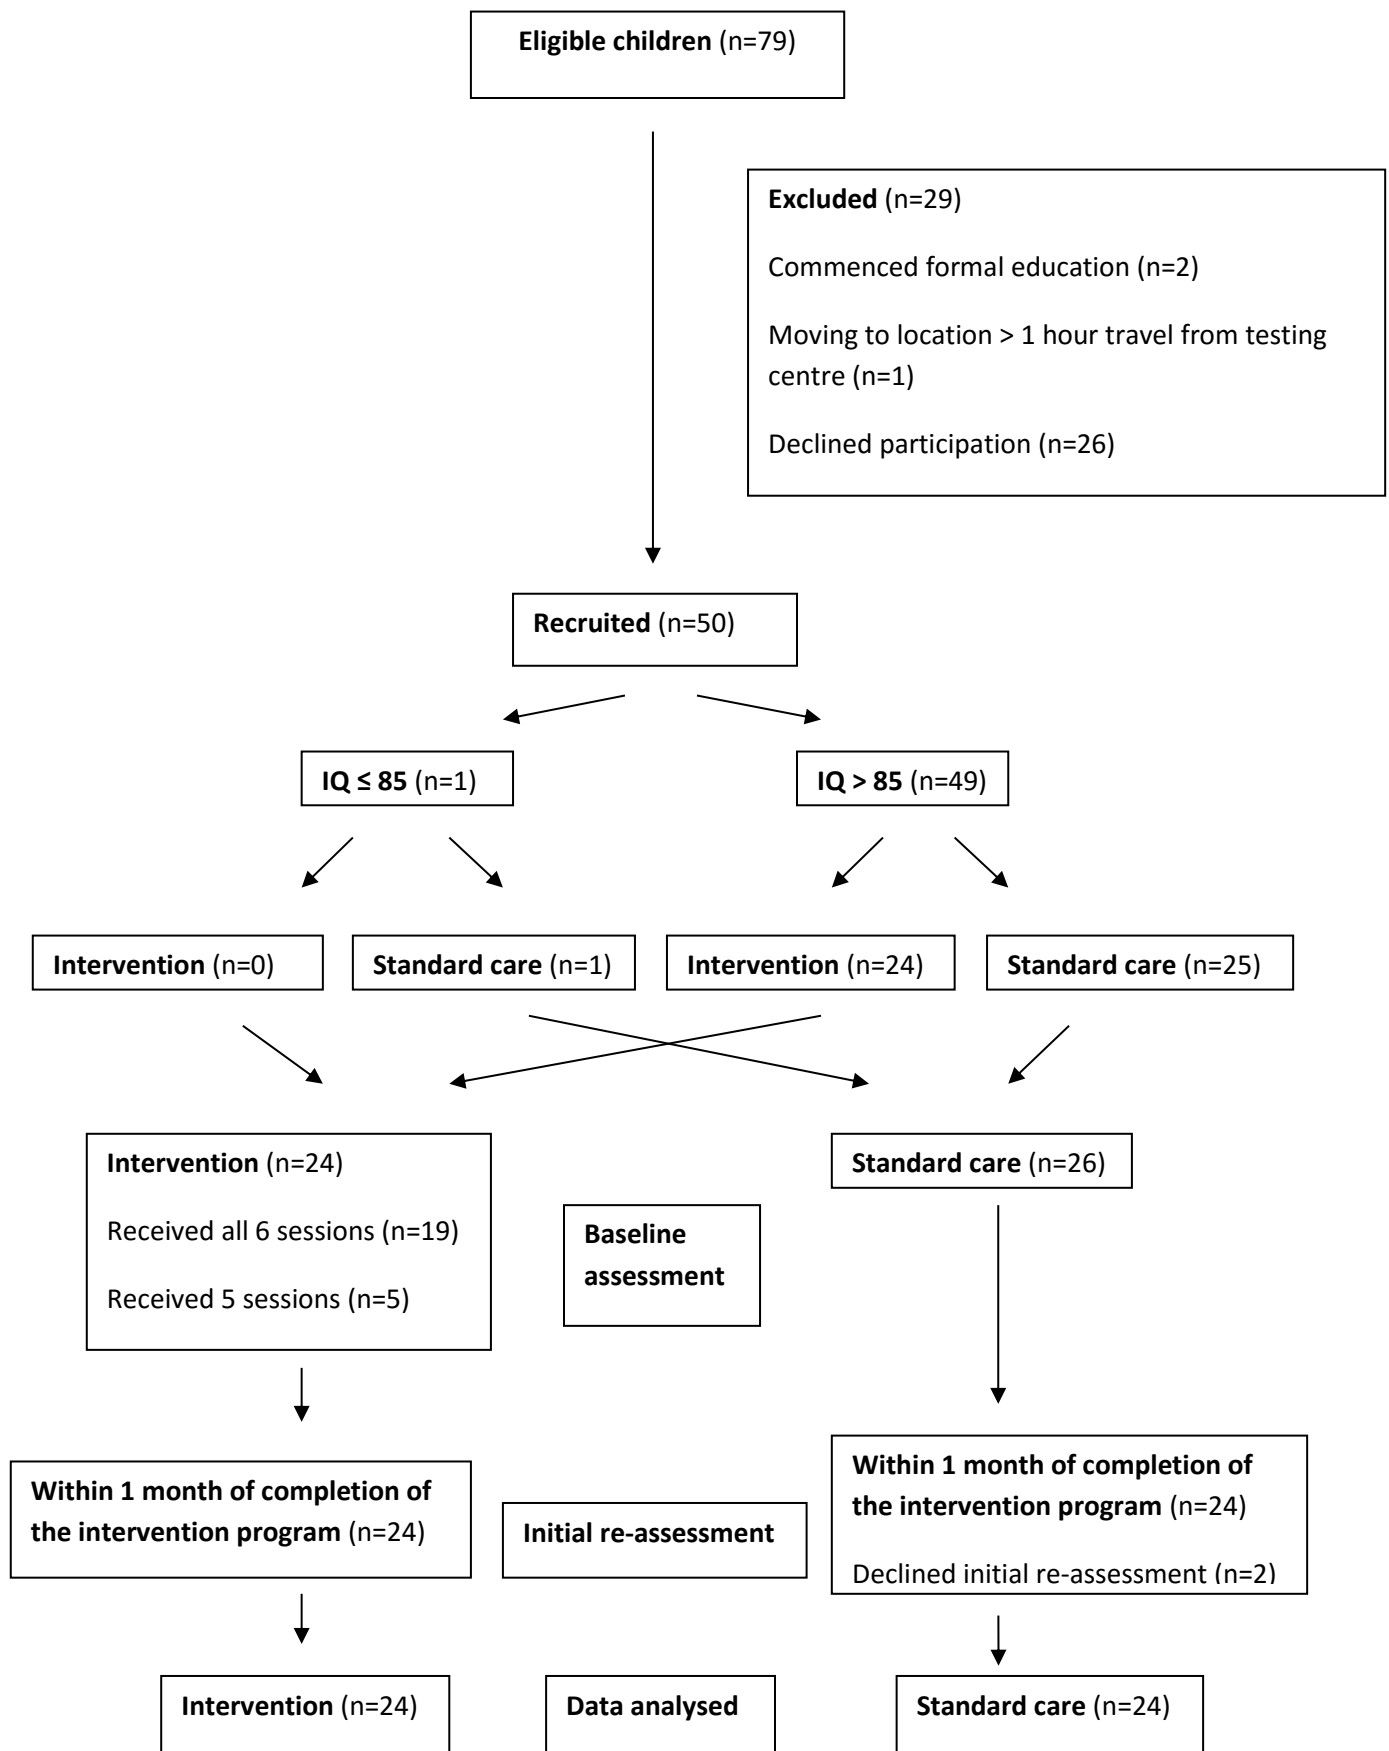 Eligible children (n=79)
Excluded (n=29)
Commenced formal education (n=2)
Moving to location > 1 hour travel from testing
centre (n=1)
Declined participation (n=26)
Recruited (n=50)
IQ ≤ 85 (n=1)
IQ > 85 (n=49)
Intervention (n=0)
Standard care (n=1)
Intervention (n=24)
Standard care (n=25)
Intervention (n=24)
Received all 6 sessions (n=19)
Received 5 sessions (n=5)
Baseline
assessment
Standard care (n=26)
Within 1 month of completion of
the intervention program (n=24)
Initial re-assessment
Within 1 month of completion of
the intervention program (n=24)
Declined initial re-assessment (n=2)
Intervention (n=24)
Data analysed
Standard care (n=24)